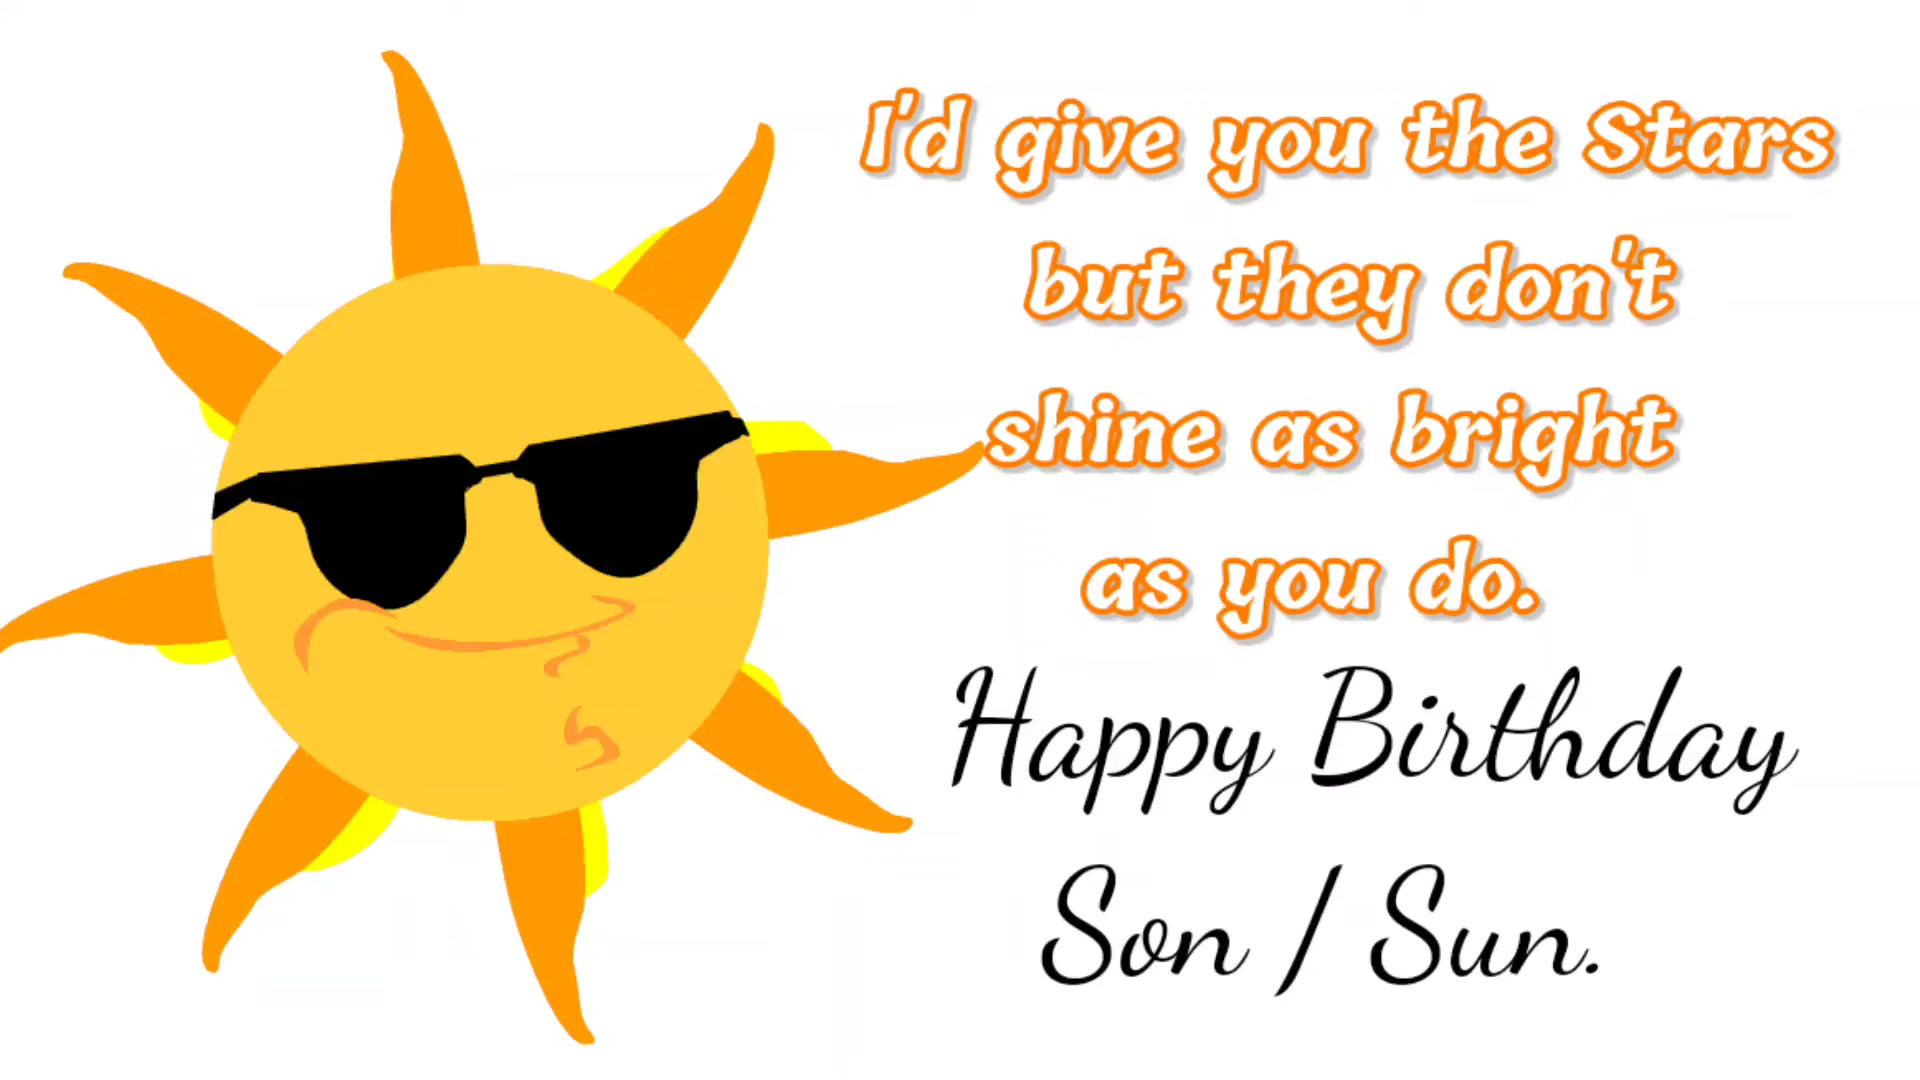 I'd give you the Stars
but they don't
shine as bright
as you do.
Happy Birthday
Son / Sun.